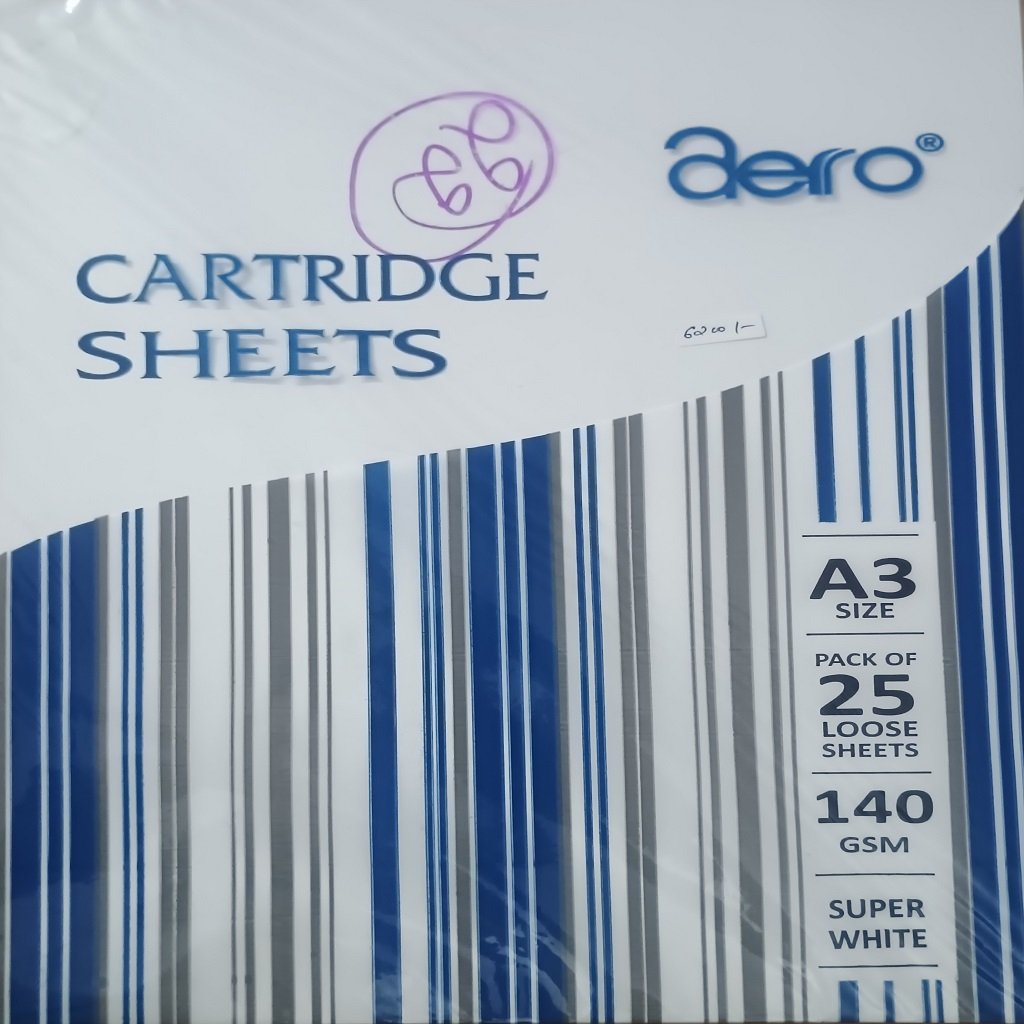 aero®
CARTRIDGE
SHEETS
A3
SIZE
PACK OF
25
LOOSE
SHEETS
140
GSM
SUPER
WHITE